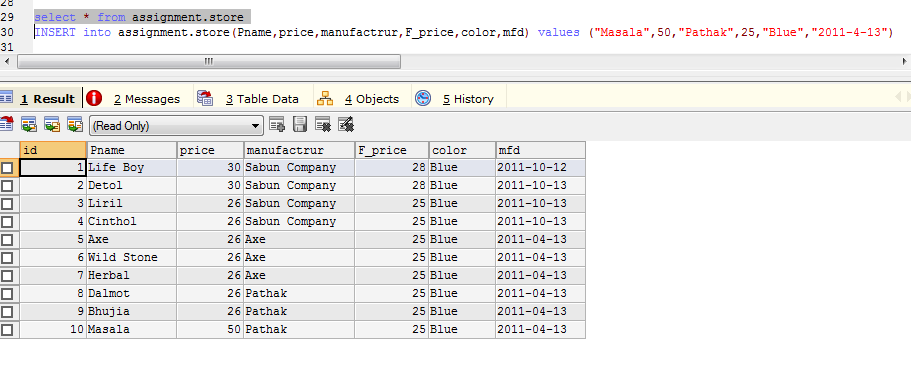 28
29 select * from assignment.store
30 INSERT into assignment.store(Pname,price,manufactrur,F_price,color,mfd) values ("Masala",50,"Pathak",25,"Blue","2011-4-13")
31
1 Result 2 Messages 3 Table Data 4 Objects 5 History
(Read Only)
id Pname price manufactrur F_price color mfd
1 Life Boy 30 Sabun Company 28 Blue 2011-10-12
2 Detol 30 Sabun Company 28 Blue 2011-10-13
3 Liril 26 Sabun Company 25 Blue 2011-10-13
4 Cinthol 26 Sabun Company 25 Blue 2011-10-13
5 Axe 26 Axe 25 Blue 2011-04-13
6 Wild Stone 26 Axe 25 Blue 2011-04-13
7 Herbal 26 Axe 25 Blue 2011-04-13
8 Dalmot 26 Pathak 25 Blue 2011-04-13
9 Bhujia 26 Pathak 25 Blue 2011-04-13
10 Masala 50 Pathak 25 Blue 2011-04-13